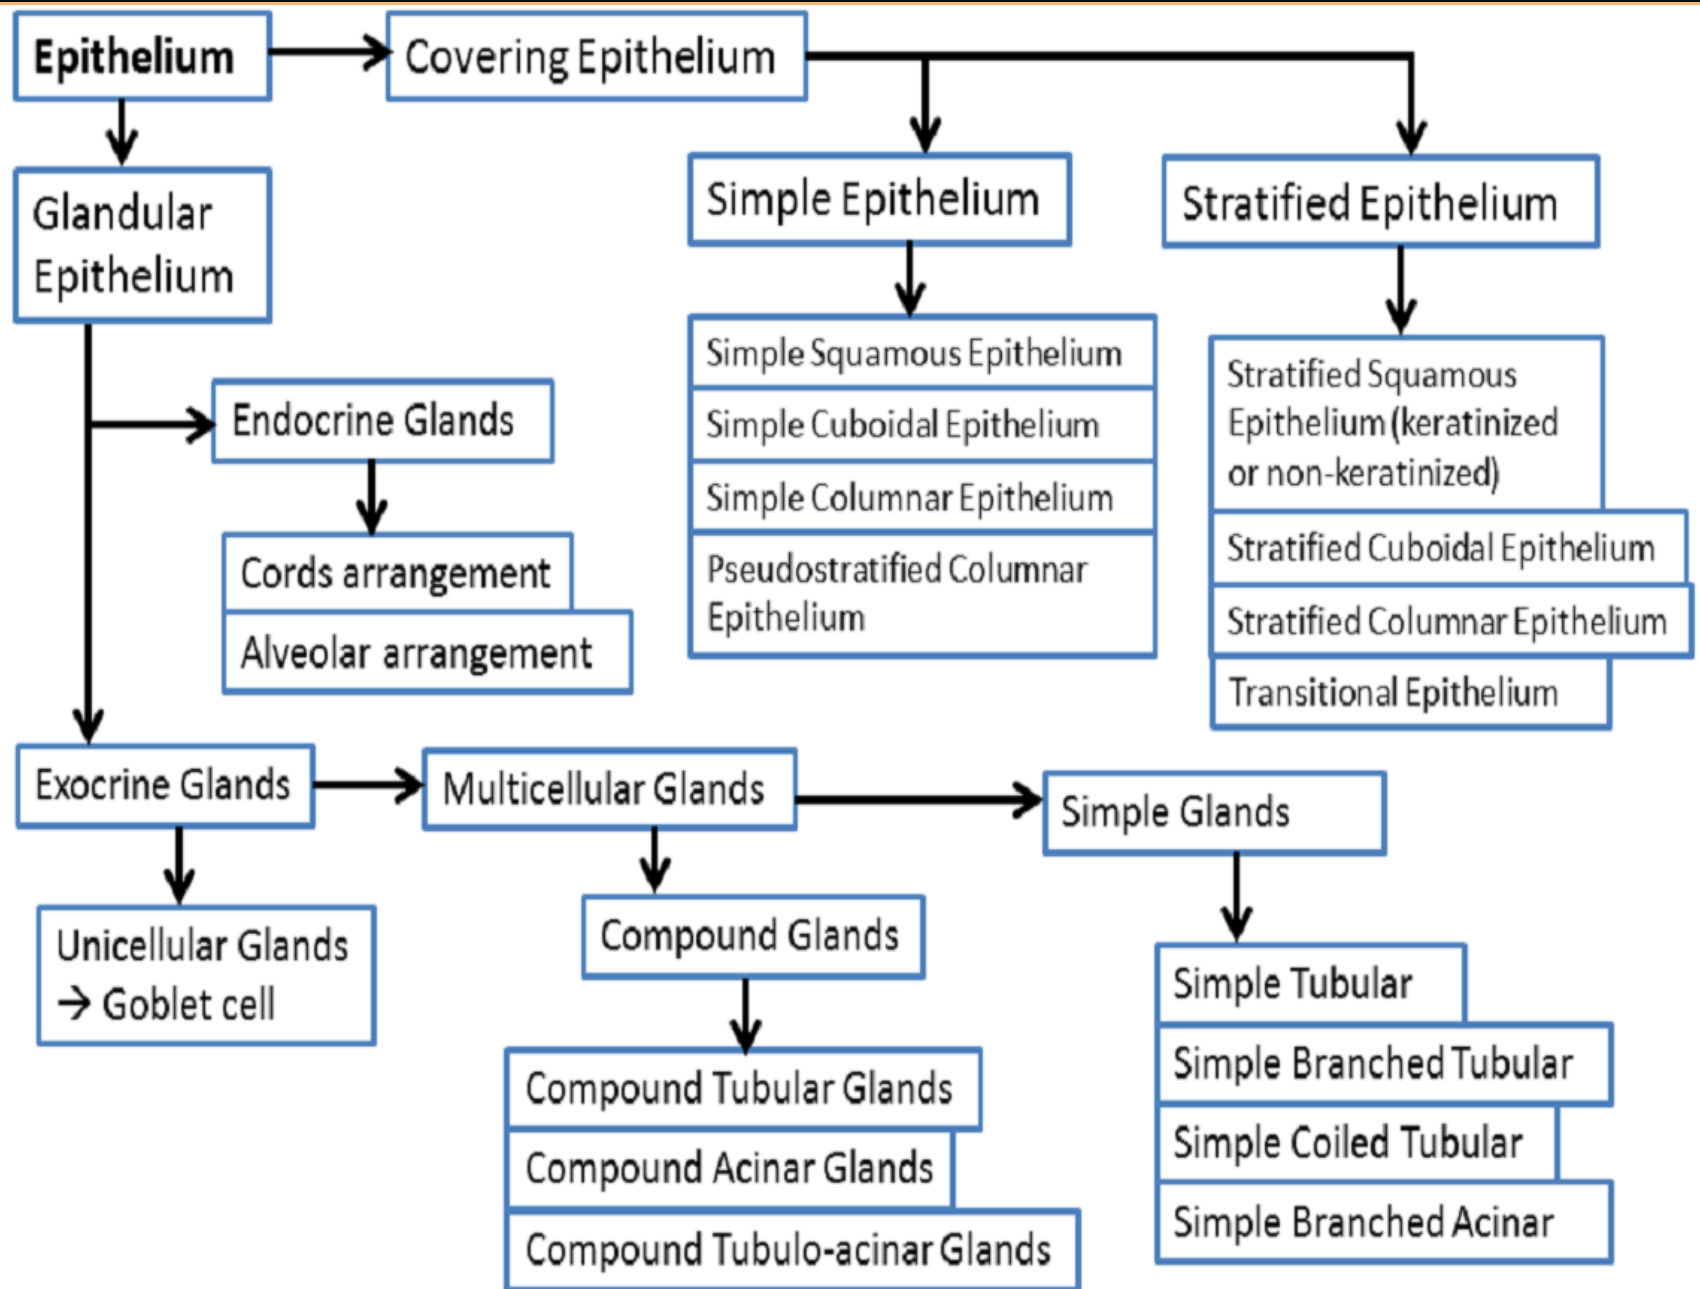 Epithelium
Covering Epithelium
Simple Epithelium
Stratified Epithelium
Glandular
Epithelium
Simple Squamous Epithelium
Simple Cuboidal Epithelium
Simple Columnar Epithelium
Pseudostratified Columnar
Epithelium
Stratified Squamous
Epithelium (keratinized
or non-keratinized)
Stratified Cuboidal Epithelium
Stratified Columnar Epithelium
Transitional Epithelium
Endocrine Glands
Cords arrangement
Alveolar arrangement
Exocrine Glands
Multicellular Glands
Simple Glands
Unicellular Glands
→ Goblet cell
Compound Glands
Compound Tubular Glands
Compound Acinar Glands
Compound Tubulo-acinar Glands
Simple Tubular
Simple Branched Tubular
Simple Coiled Tubular
Simple Branched Acinar